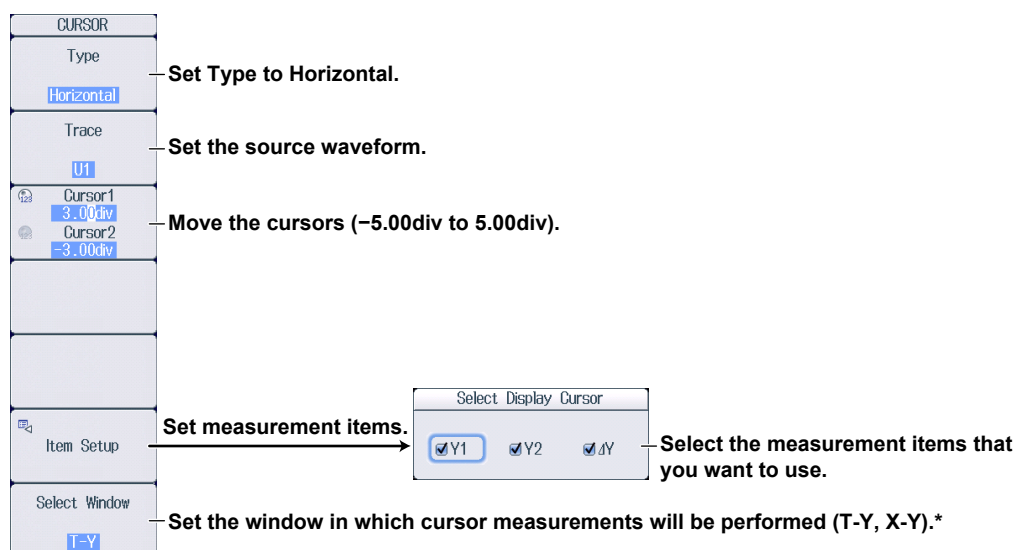 CURSOR
Type
Horizontal
Set Type to Horizontal.
Trace
U1
Set the source waveform.
Cursor1
3.00div
Cursor2
−3.00div
Move the cursors (−5.00div to 5.00div).
Item Setup
Set measurement items.
Select Display Cursor
Y1 Y2 ΔY
Select the measurement items that
you want to use.
Select Window
T-Y
Set the window in which cursor measurements will be performed (T-Y, X-Y).*